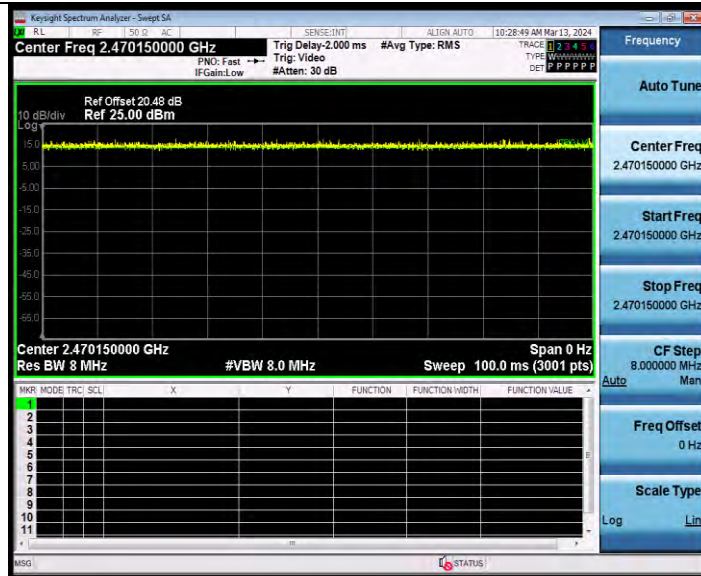 Keysight Spectrum Analyzer - Swept SA
RL RF 50 Ω AC SENSE:INT ALIGN AUTO 10:28:49 AM Mar 13, 2024
Center Freq 2.470150000 GHz
PNO: Fast
IFGain:Low
Trig Delay-2.000 ms
Trig: Video
#Atten: 30 dB
#Avg Type: RMS
TRACE 1 2 3 4 5 6
TYPE WWWWWW
DET P P P P P P
Ref Offset 20.48 dB
10 dB/div Ref 25.00 dBm
Log
15.0
5.00
-5.00
-15.0
-25.0
-35.0
-45.0
-55.0
-65.0
Center 2.470150000 GHz Span 0 Hz
Res BW 8 MHz #VBW 8.0 MHz Sweep 100.0 ms (3001 pts)
MKR MODE TRC SCL X Y FUNCTION FUNCTION WIDTH FUNCTION VALUE
1
2
3
4
5
6
7
8
9
10
11
MSG STATUS
Frequency
Auto Tune
Center Freq
2.470150000 GHz
Start Freq
2.470150000 GHz
Stop Freq
2.470150000 GHz
CF Step
8.000000 MHz
Auto Man
Freq Offset
0 Hz
Scale Type
Log Lin